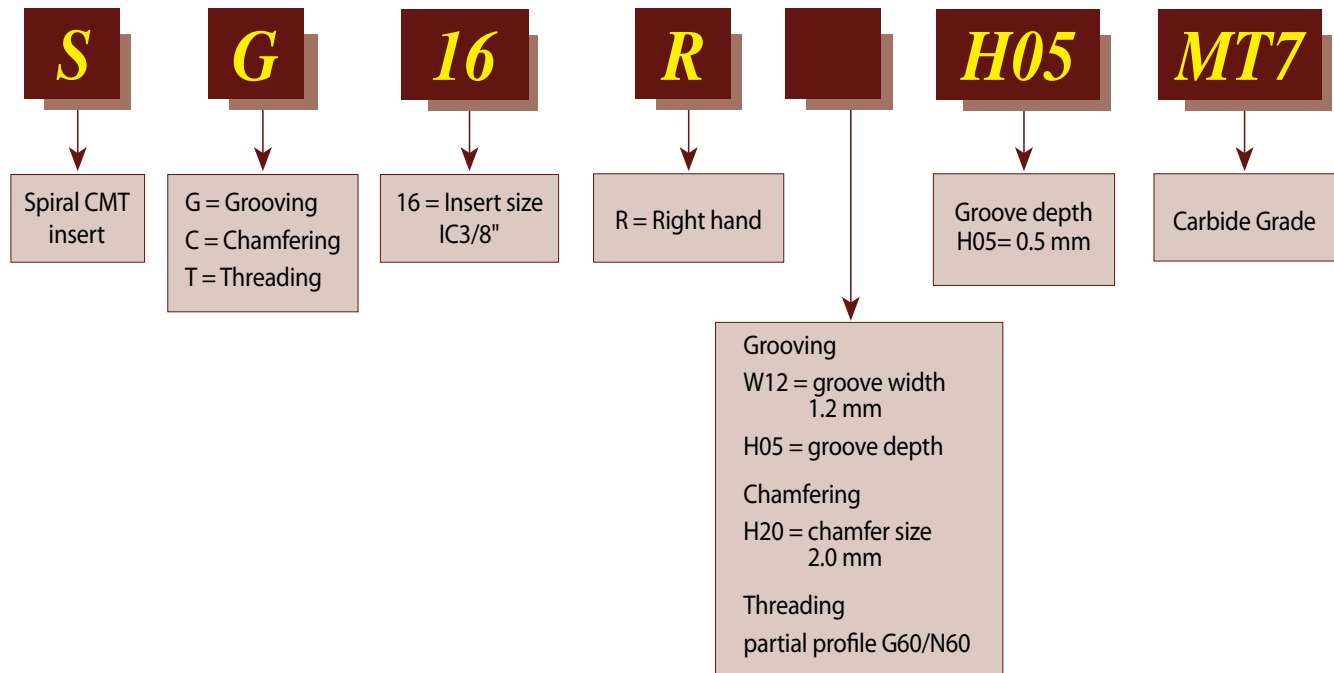 S
G
16
R
H05
MT7
Spiral CMT
insert
G = Grooving
C = Chamfering
T = Threading
16 = Insert size
IC3/8"
R = Right hand
Groove depth
H05= 0.5 mm
Carbide Grade
Grooving
W12 = groove width
1.2 mm
H05 = groove depth
Chamfering
H20 = chamfer size
2.0 mm
Threading
partial profile G60/N60